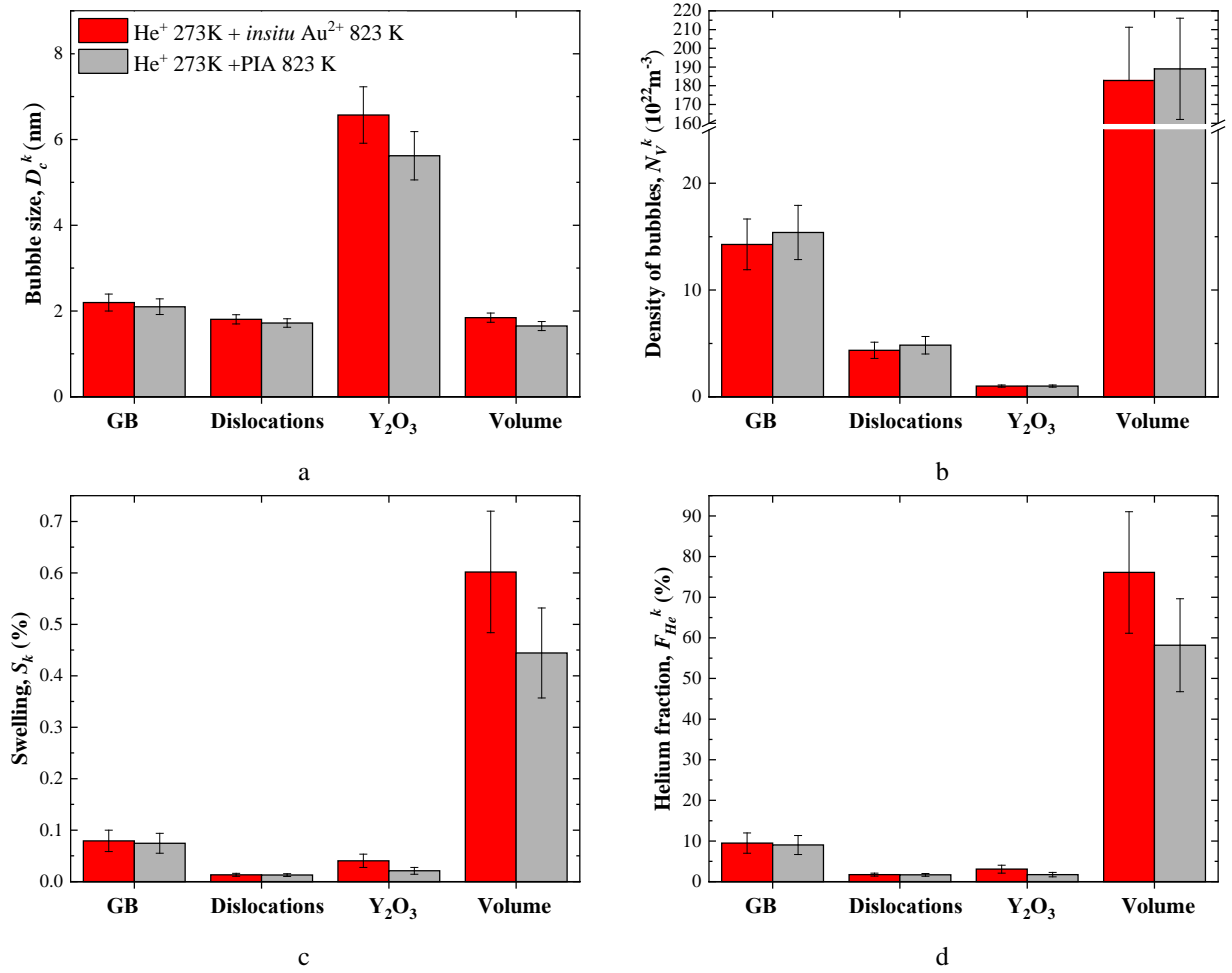 He⁺ 273K + insitu Au²⁺ 823 K
He⁺ 273K +PIA 823 K
Bubble size, D_c^k (nm)
8
6
4
2
0
GB Dislocations Y₂O₃ Volume
a
Density of bubbles, N_V^k (10²²m⁻³)
220
210
200
190
180
170
160
20
10
0
GB Dislocations Y₂O₃ Volume
b
Swelling, S_k (%)
0.7
0.6
0.5
0.4
0.3
0.2
0.1
0.0
GB Dislocations Y₂O₃ Volume
c
Helium fraction, F_He^k (%)
90
80
70
60
50
40
30
20
10
0
GB Dislocations Y₂O₃ Volume
d